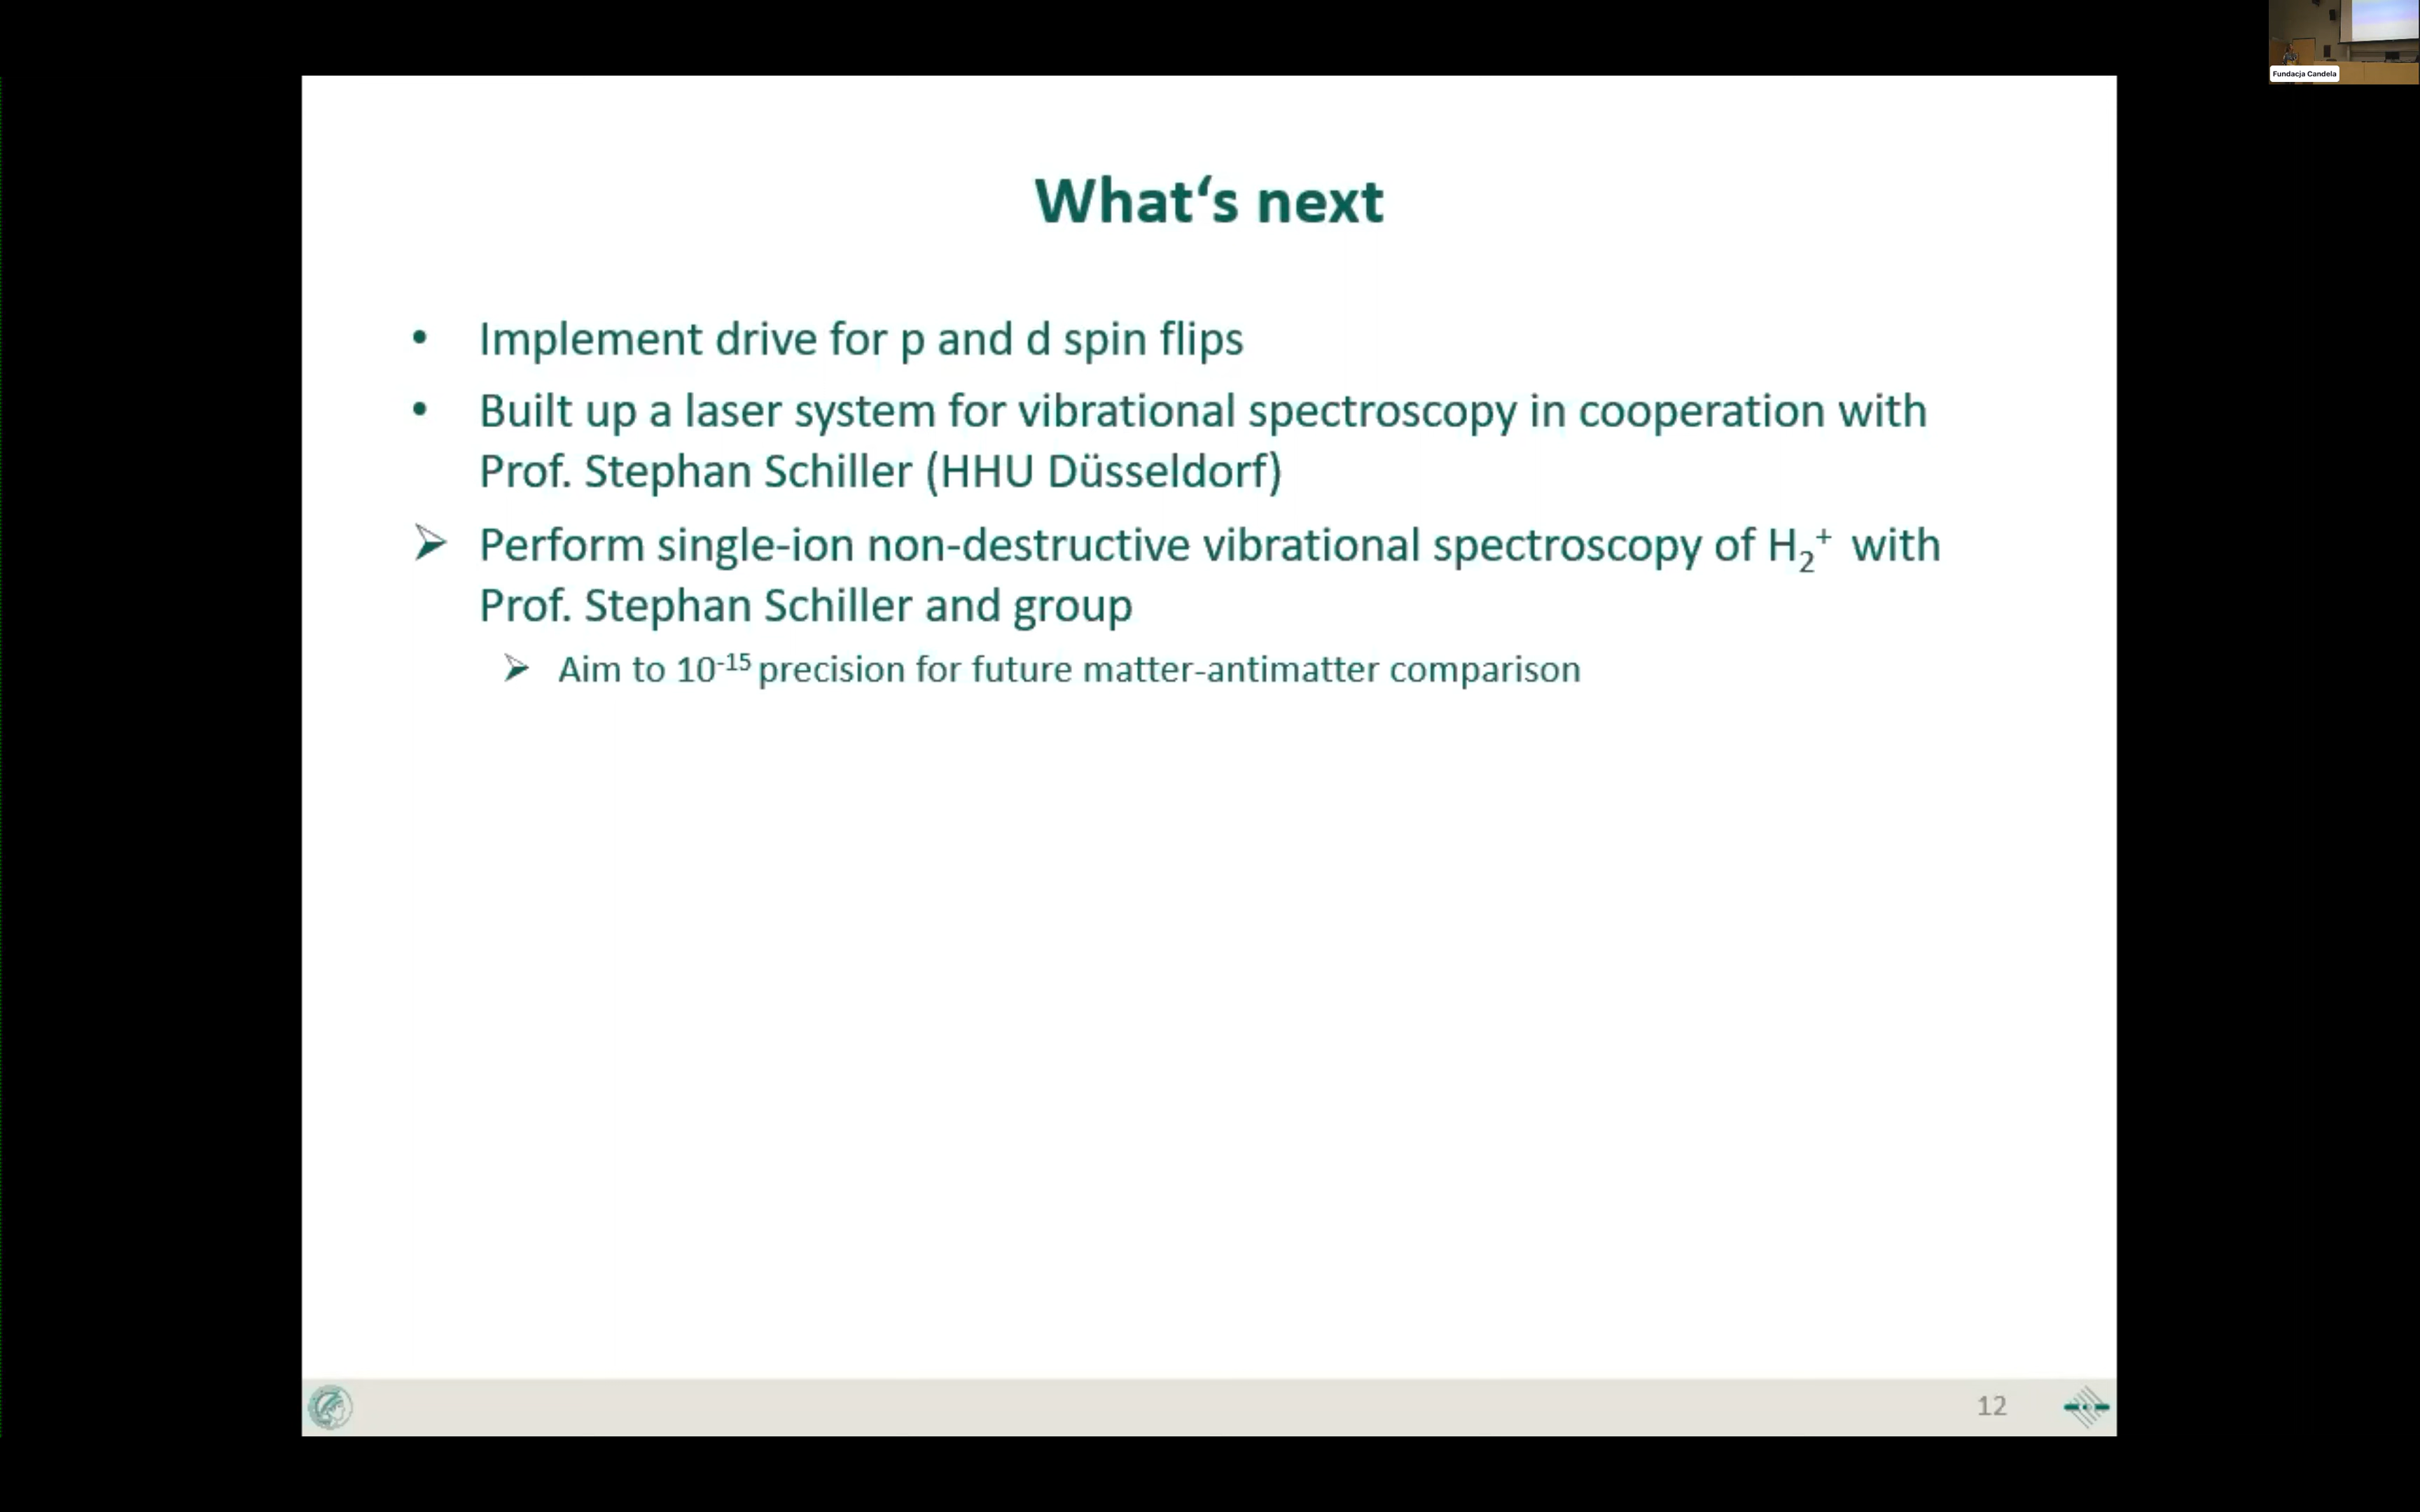 Fundacja Candela
What‘s next
• Implement drive for p and d spin flips
• Built up a laser system for vibrational spectroscopy in cooperation with
Prof. Stephan Schiller (HHU Düsseldorf)
➢ Perform single-ion non-destructive vibrational spectroscopy of H₂⁺ with
Prof. Stephan Schiller and group
➢ Aim to 10⁻¹⁵ precision for future matter-antimatter comparison
12